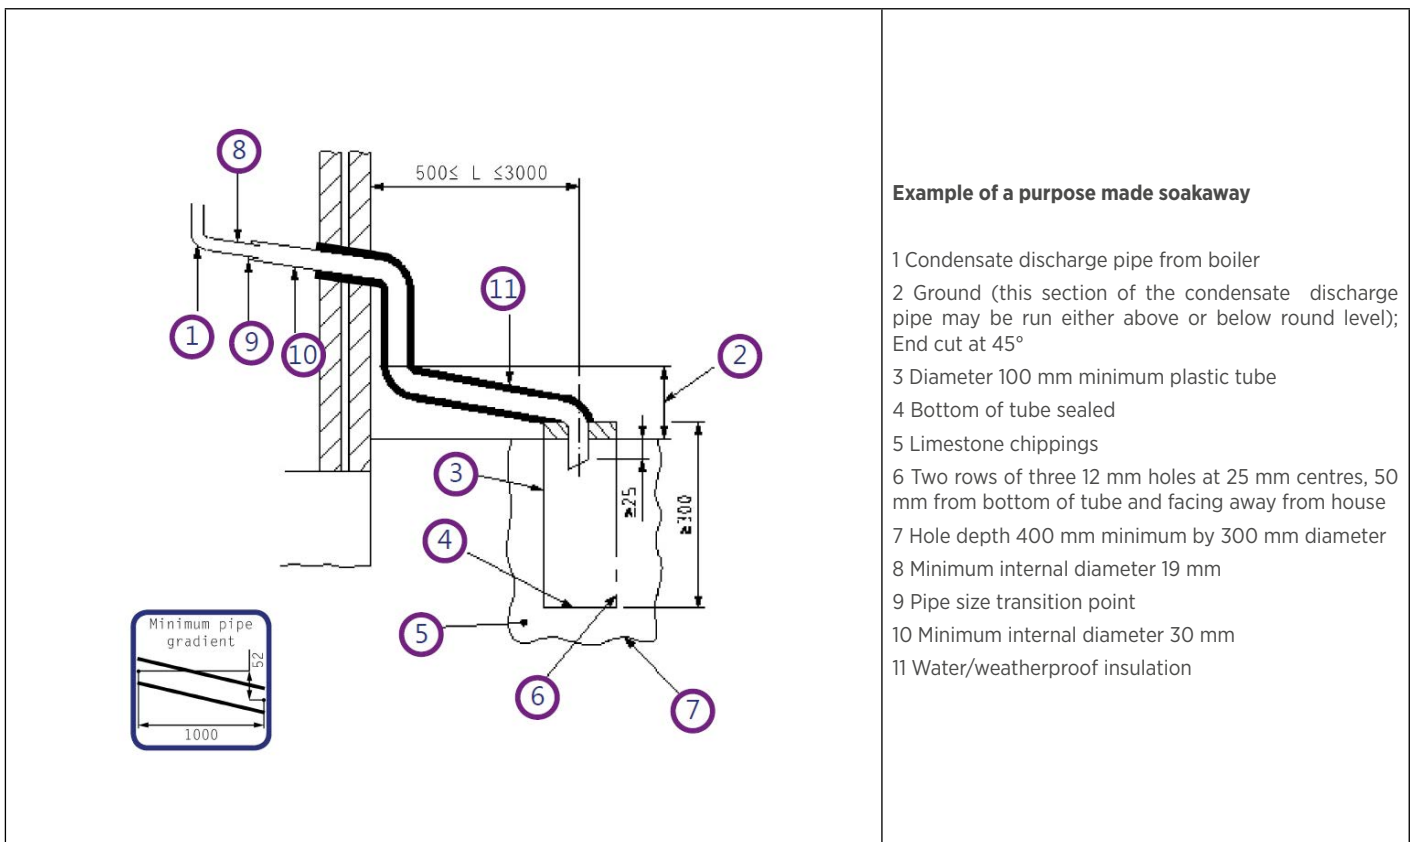 8
500≤ L ≤3000
11
1
9
10
2
3
≥25
≥300
4
5
6
7
Minimum pipe
gradient
52
1000
Example of a purpose made soakaway
1 Condensate discharge pipe from boiler
2 Ground (this section of the condensate discharge
pipe may be run either above or below round level);
End cut at 45°
3 Diameter 100 mm minimum plastic tube
4 Bottom of tube sealed
5 Limestone chippings
6 Two rows of three 12 mm holes at 25 mm centres, 50
mm from bottom of tube and facing away from house
7 Hole depth 400 mm minimum by 300 mm diameter
8 Minimum internal diameter 19 mm
9 Pipe size transition point
10 Minimum internal diameter 30 mm
11 Water/weatherproof insulation